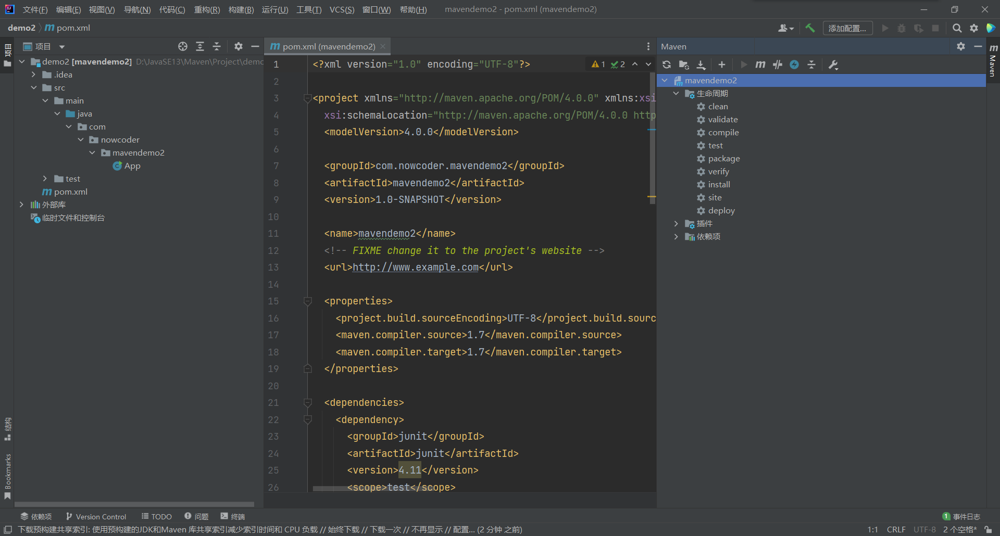 文件(F) 编辑(E) 视图(V) 导航(N) 代码(C) 重构(R) 构建(B) 运行(U) 工具(T) VCS(S) 窗口(W) 帮助(H) mavendemo2 - pom.xml (mavendemo2)
demo2 pom.xml
添加配置...
项目
项目
demo2 [mavendemo2] D:\JavaSE13\Maven\Project\demo
.idea
src
main
java
com
nowcoder
mavendemo2
App
test
pom.xml
外部库
临时文件和控制台
结构
Bookmarks
pom.xml (mavendemo2)
1 2
1 <?xml version="1.0" encoding="UTF-8"?>
2
3 <project xmlns="http://maven.apache.org/POM/4.0.0" xmlns:xsi
4 xsi:schemaLocation="http://maven.apache.org/POM/4.0.0 http
5 <modelVersion>4.0.0</modelVersion>
6
7 <groupId>com.nowcoder.mavendemo2</groupId>
8 <artifactId>mavendemo2</artifactId>
9 <version>1.0-SNAPSHOT</version>
10
11 <name>mavendemo2</name>
12 <!-- FIXME change it to the project's website -->
13 <url>http://www.example.com</url>
14
15 <properties>
16 <project.build.sourceEncoding>UTF-8</project.build.sourc
17 <maven.compiler.source>1.7</maven.compiler.source>
18 <maven.compiler.target>1.7</maven.compiler.target>
19 </properties>
20
21 <dependencies>
22 <dependency>
23 <groupId>junit</groupId>
24 <artifactId>junit</artifactId>
25 <version>4.11</version>
26 <scope>test</scope>
Maven
mavendemo2
生命周期
clean
validate
compile
test
package
verify
install
site
deploy
插件
依赖项
Maven
依赖项 Version Control TODO 问题 终端
1 事件日志
下载预构建共享索引: 使用预构建的JDK和Maven 库共享索引减少索引时间和 CPU 负载 // 始终下载 // 下载一次 // 不再显示 // 配置... (2 分钟 之前)
1:1 CRLF UTF-8 2 个空格*